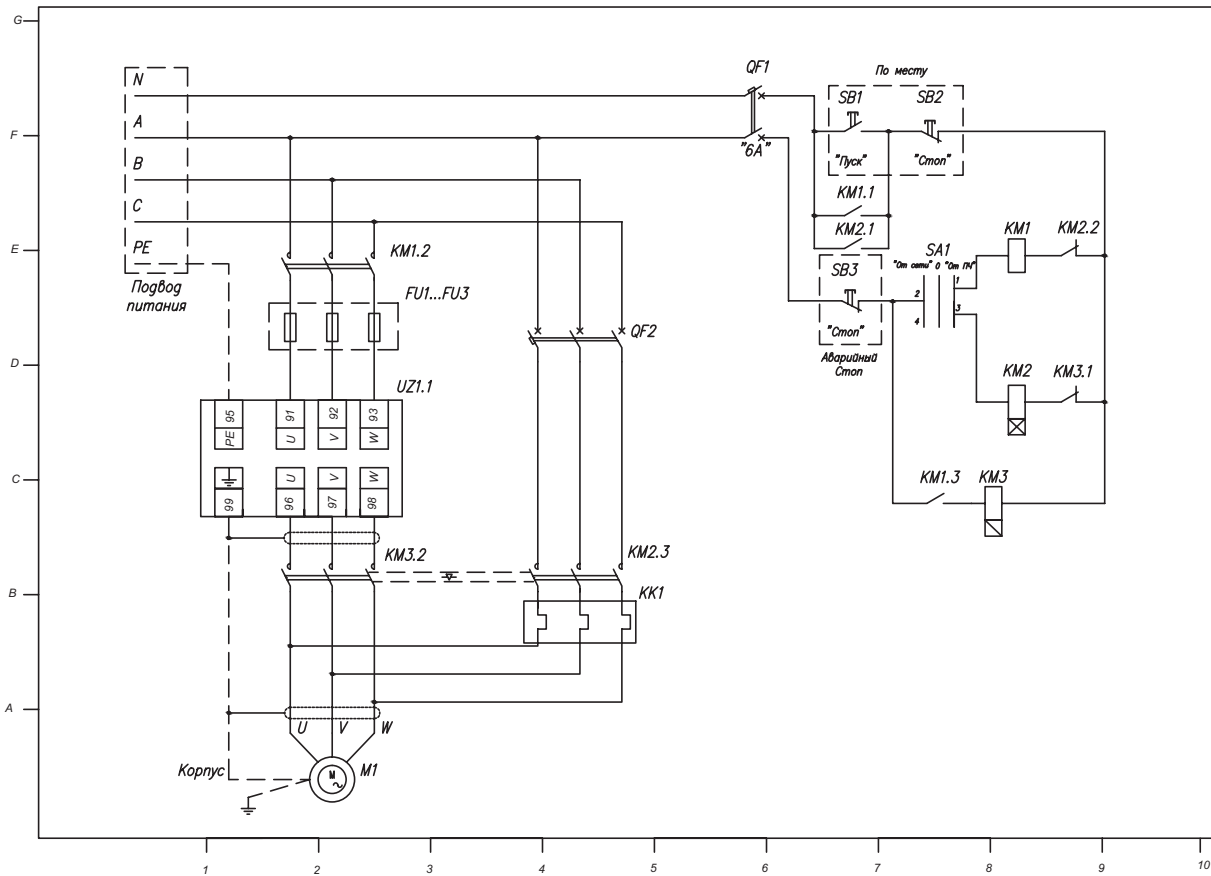 G
F
E
D
C
B
A
N
A
B
C
PE
Подвод
питания
QF1
"6A"
По месту
SB1
SB2
"Пуск"
"Стоп"
KM1.1
KM2.1
SB3
"Стоп"
Аварийный
Стоп
SA1
"От сети" 0 "От ПЧ"
1
2
3
4
KM1
KM2.2
KM2
KM3.1
KM1.3
KM3
KM1.2
FU1...FU3
QF2
UZ1.1
95
91
92
93
PE
U
V
W
U
V
W
99
96
97
98
KM3.2
KM2.3
KK1
U
V
W
Корпус
M
M1
1
2
3
4
5
6
7
8
9
10